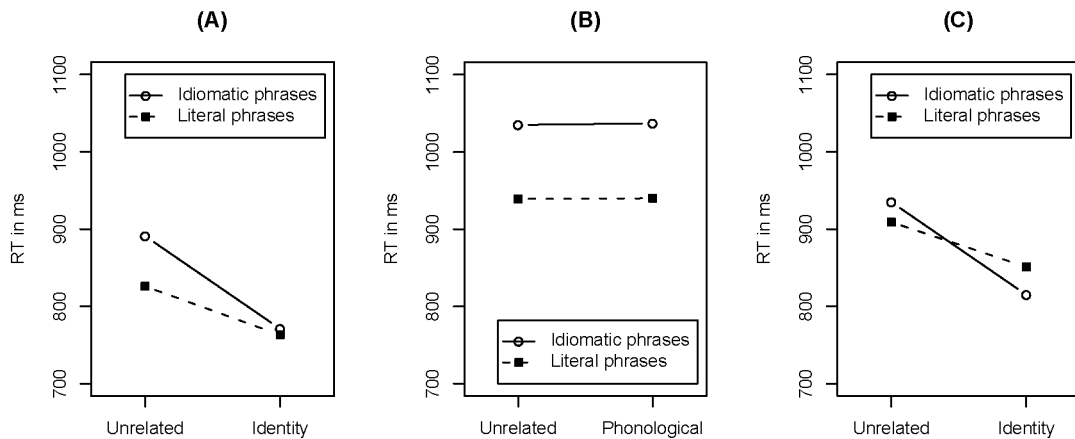 (A)
RT in ms
1100
1000
900
800
700
Idiomatic phrases
Literal phrases
Unrelated Identity
(B)
RT in ms
1100
1000
900
800
700
Idiomatic phrases
Literal phrases
Unrelated Phonological
(C)
RT in ms
1100
1000
900
800
700
Idiomatic phrases
Literal phrases
Unrelated Identity